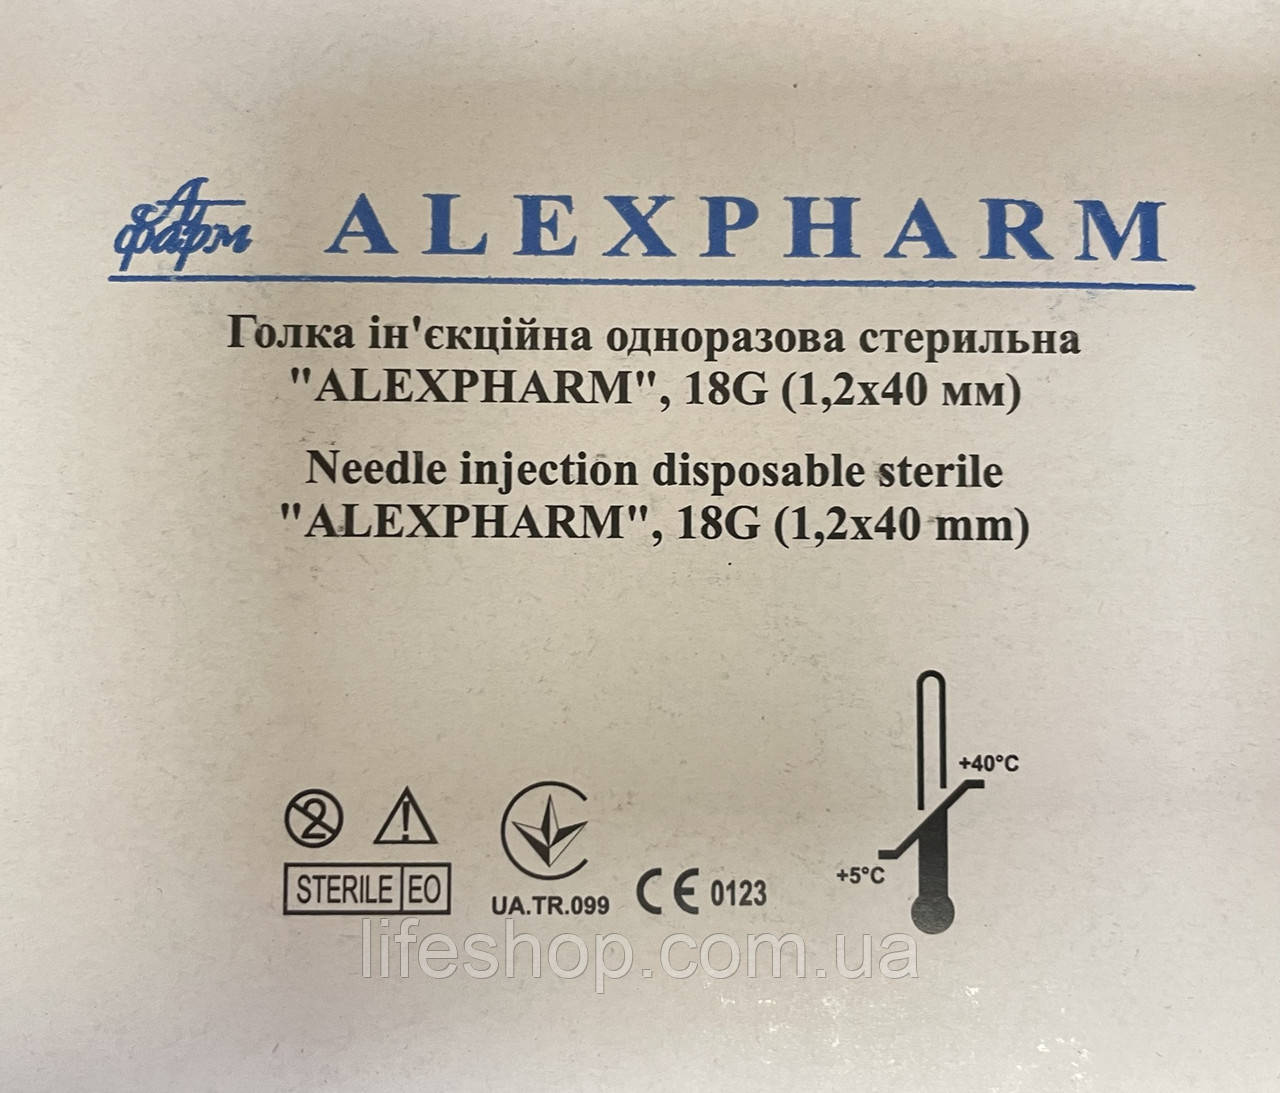 А
фарм ALEXPHARM
Голка ін'єкційна одноразова стерильна
"ALEXPHARM", 18G (1,2x40 мм)
Needle injection disposable sterile
"ALEXPHARM", 18G (1,2x40 mm)
+40°C
+5°C
2
!
STERILE EO
UA.TR.099
CE 0123
lifeshop.com.ua